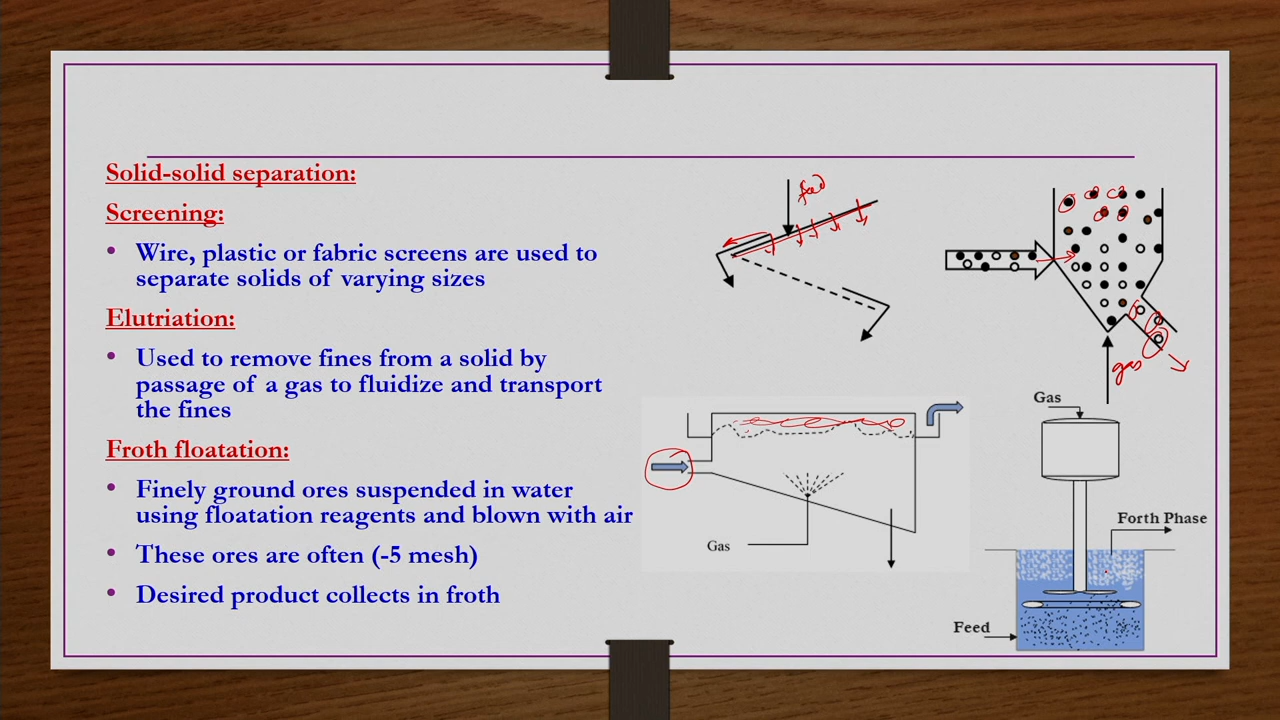 Solid-solid separation:
Screening:
• Wire, plastic or fabric screens are used to
separate solids of varying sizes
Elutriation:
• Used to remove fines from a solid by
passage of a gas to fluidize and transport
the fines
Froth floatation:
• Finely ground ores suspended in water
using floatation reagents and blown with air
• These ores are often (-5 mesh)
• Desired product collects in froth
feed
gas
Gas
Gas
Forth Phase
Feed